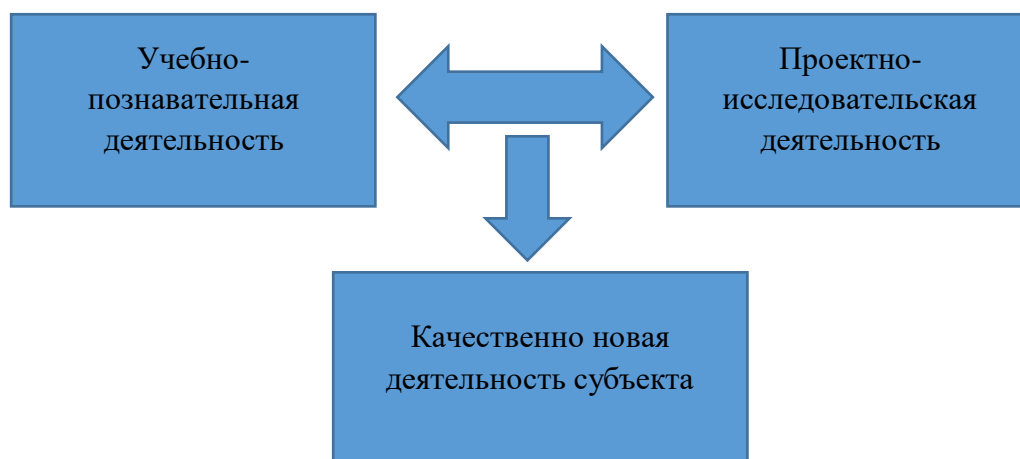 Учебно-
познавательная
деятельность
Проектно-
исследовательская
деятельность
Качественно новая
деятельность субъекта